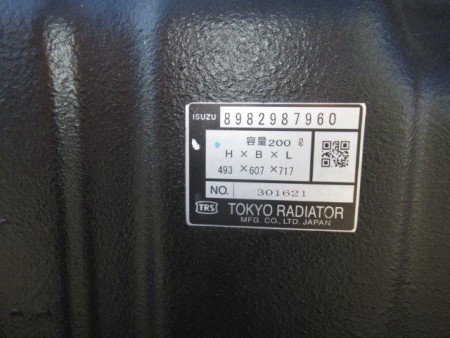 ISUZU 8982987960
容量200ℓ
H × B × L
493 × 607 × 717
NO. 301621
TRS TOKYO RADIATOR
MFG. CO., LTD. JAPAN